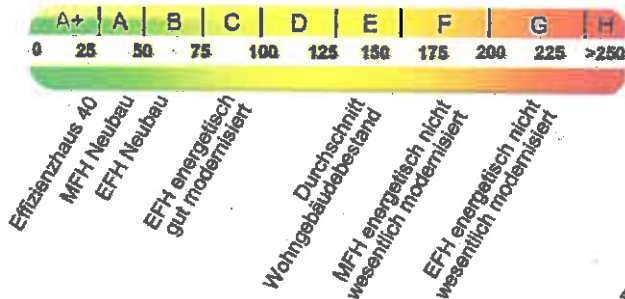 A+ A B C D E F G H
0 25 50 75 100 125 150 175 200 225 >250
Effizienzhaus 40
MFH Neubau
EFH Neubau
EFH energetisch
gut modernisiert
Durchschnitt
Wohngebäudebestand
MFH energetisch nicht
wesentlich modernisiert
EFH energetisch nicht
wesentlich modernisiert